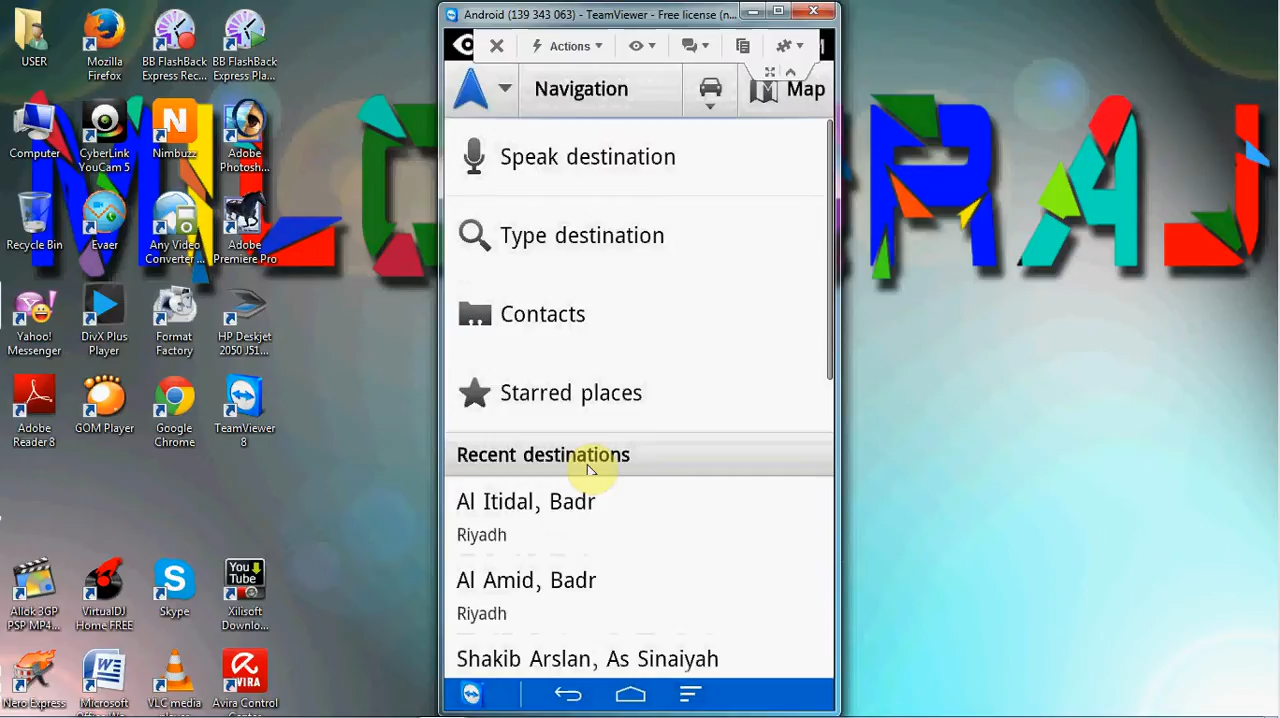 USER
Mozilla
Firefox
BB FlashBack
Express Rec...
BB FlashBack
Express Pla...
Computer
CyberLink
YouCam 5
N
Nimbuzz
Adobe
Photosh...
Recycle Bin
Evaer
Any Video
Converter ...
Adobe
Premiere Pro
Yahoo!
Messenger
DivX Plus
Player
Format
Factory
HP Deskjet
2050 J51...
Adobe
Reader 8
GOM Player
Google
Chrome
TeamViewer
8
Allok 3GP
PSP MP4...
VirtualDJ
Home FREE
Skype
You
Tube
Xilisoft
Downlo...
Nero Express
Microsoft
VLC media
AVIRA
Avira Control
Android (139 343 063) - TeamViewer - Free license (n...
Actions
Navigation
Map
Speak destination
Type destination
Contacts
Starred places
Recent destinations
Al Itidal, Badr
Riyadh
Al Amid, Badr
Riyadh
Shakib Arslan, As Sinaiyah